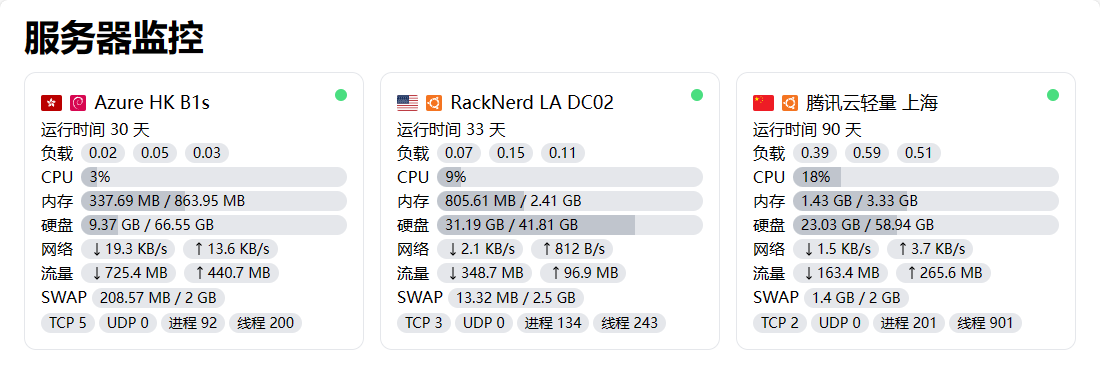 服务器监控
Azure HK B1s
运行时间 30 天
负载 0.02 0.05 0.03
CPU 3%
内存 337.69 MB / 863.95 MB
硬盘 9.37 GB / 66.55 GB
网络 ↓19.3 KB/s ↑13.6 KB/s
流量 ↓725.4 MB ↑440.7 MB
SWAP 208.57 MB / 2 GB
TCP 5 UDP 0 进程 92 线程 200
RackNerd LA DC02
运行时间 33 天
负载 0.07 0.15 0.11
CPU 9%
内存 805.61 MB / 2.41 GB
硬盘 31.19 GB / 41.81 GB
网络 ↓2.1 KB/s ↑812 B/s
流量 ↓348.7 MB ↑96.9 MB
SWAP 13.32 MB / 2.5 GB
TCP 3 UDP 0 进程 134 线程 243
腾讯云轻量 上海
运行时间 90 天
负载 0.39 0.59 0.51
CPU 18%
内存 1.43 GB / 3.33 GB
硬盘 23.03 GB / 58.94 GB
网络 ↓1.5 KB/s ↑3.7 KB/s
流量 ↓163.4 MB ↑265.6 MB
SWAP 1.4 GB / 2 GB
TCP 2 UDP 0 进程 201 线程 901